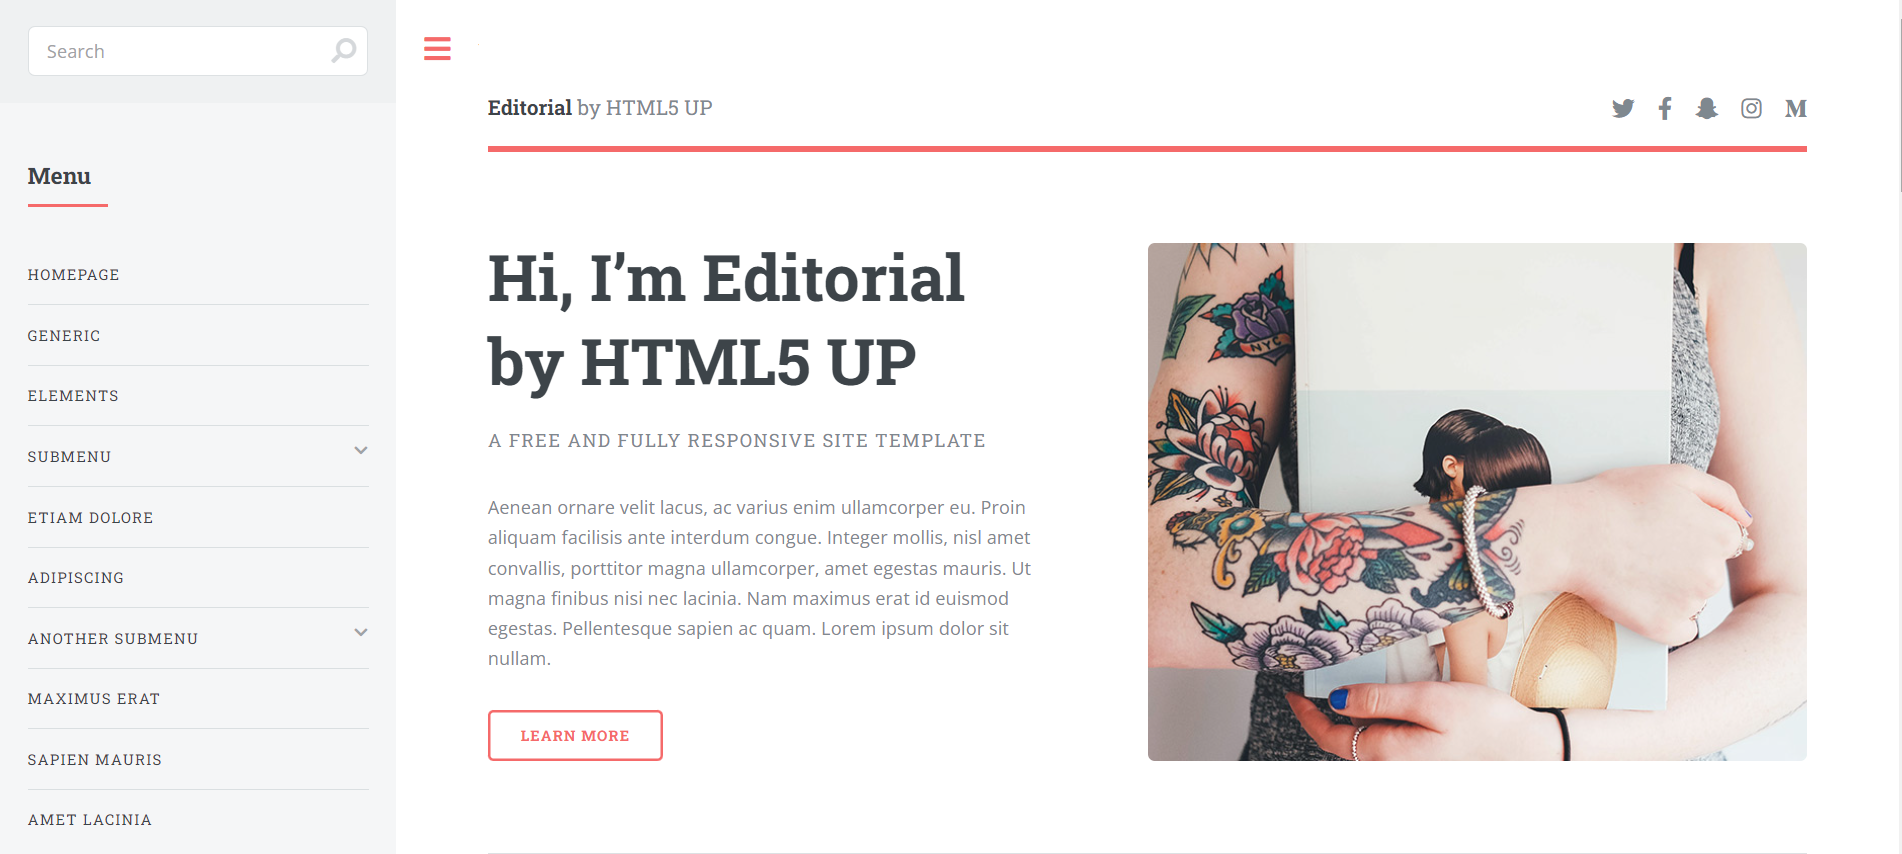 Search
Menu
HOMEPAGE
GENERIC
ELEMENTS
SUBMENU
ETIAM DOLORE
ADIPISCING
ANOTHER SUBMENU
MAXIMUS ERAT
SAPIEN MAURIS
AMET LACINIA
Editorial by HTML5 UP
Hi, I’m Editorial
by HTML5 UP
A FREE AND FULLY RESPONSIVE SITE TEMPLATE
Aenean ornare velit lacus, ac varius enim ullamcorper eu. Proin
aliquam facilisis ante interdum congue. Integer mollis, nisl amet
convallis, porttitor magna ullamcorper, amet egestas mauris. Ut
magna finibus nisi nec lacinia. Nam maximus erat id euismod
egestas. Pellentesque sapien ac quam. Lorem ipsum dolor sit
nullam.
LEARN MORE
NYC